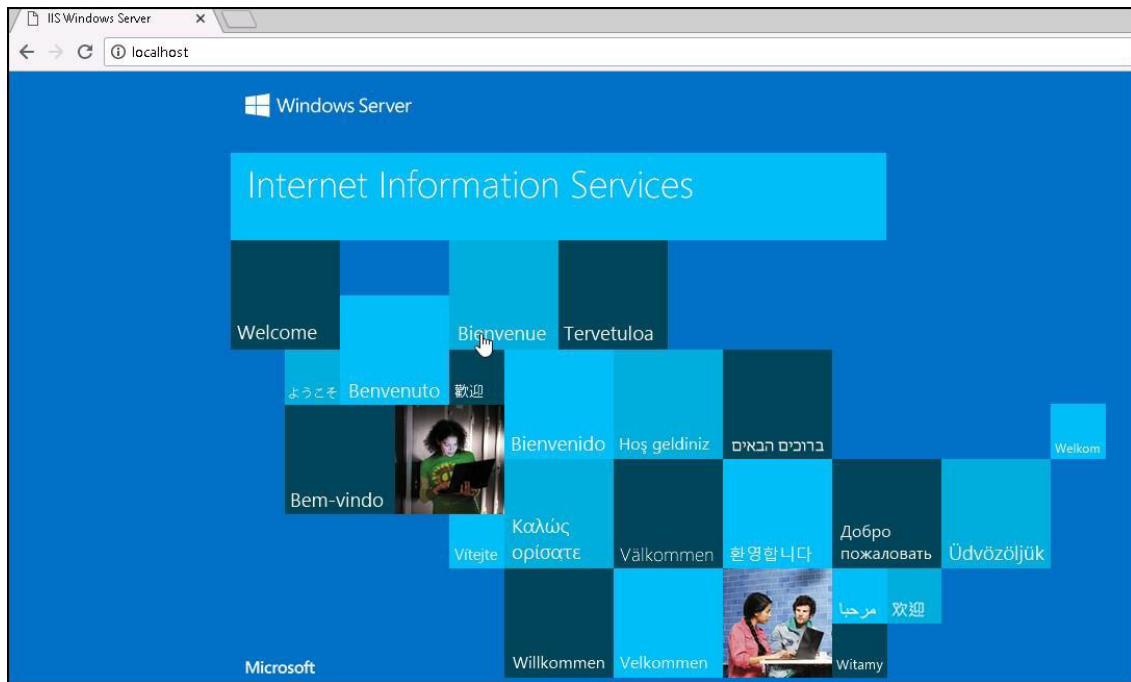 IIS Windows Server
localhost
Windows Server
Internet Information Services
Welcome
Bienvenue
Tervetuloa
ようこそ
Benvenuto
歡迎
Bienvenido
Hoş geldiniz
ברוכים הבאים
Welkom
Bem-vindo
Vítejte
Καλώς
ορίσατε
Välkommen
환영합니다
Добро
пожаловать
Üdvözöljük
مرحبا
欢迎
Willkommen
Velkommen
Witamy
Microsoft